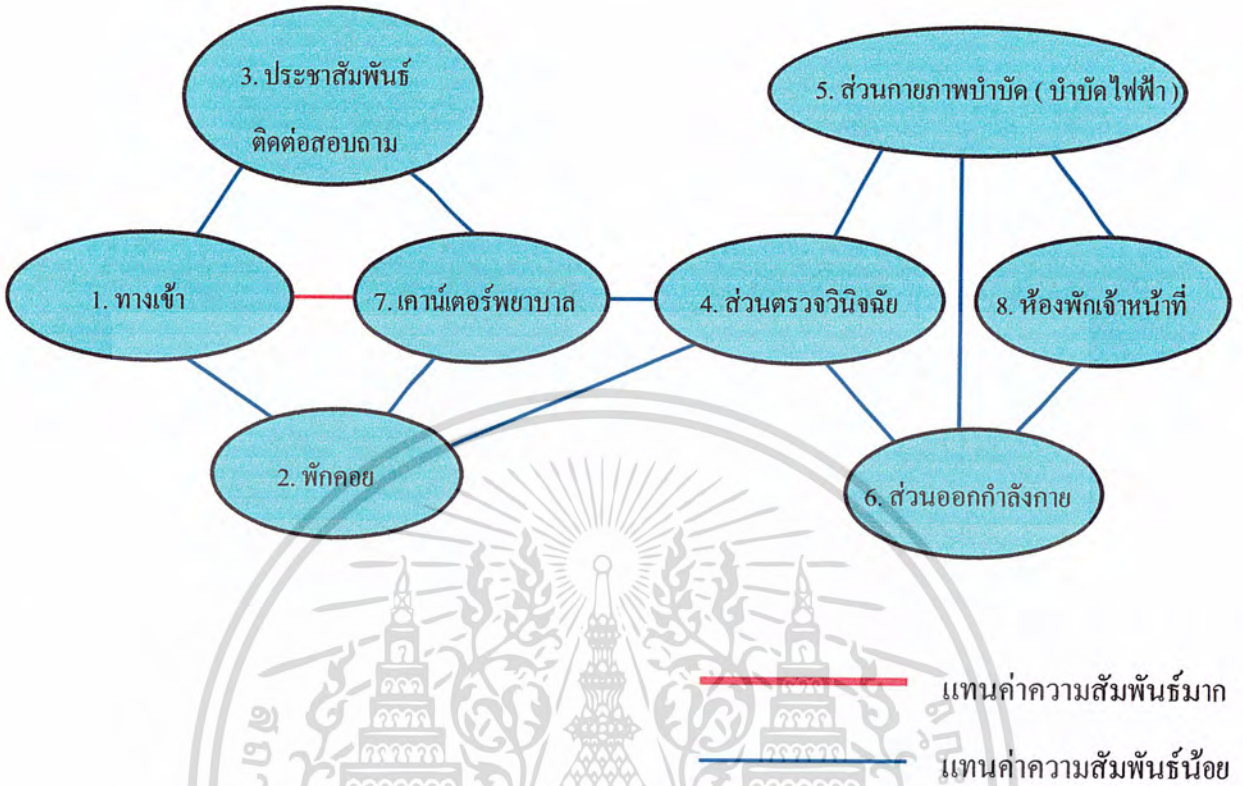 3. ประชาสัมพันธ์
ติดต่อสอบถาม
5. ส่วนกายภาพบำบัด ( บำบัดไฟฟ้า )
1. ทางเข้า
7. เคาน์เตอร์พยาบาล
4. ส่วนตรวจวินิจฉัย
8. ห้องพักเจ้าหน้าที่
2. พักคอย
6. ส่วนออกกำลังกาย
แทนค่าความสัมพันธ์มาก
แทนค่าความสัมพันธ์น้อย